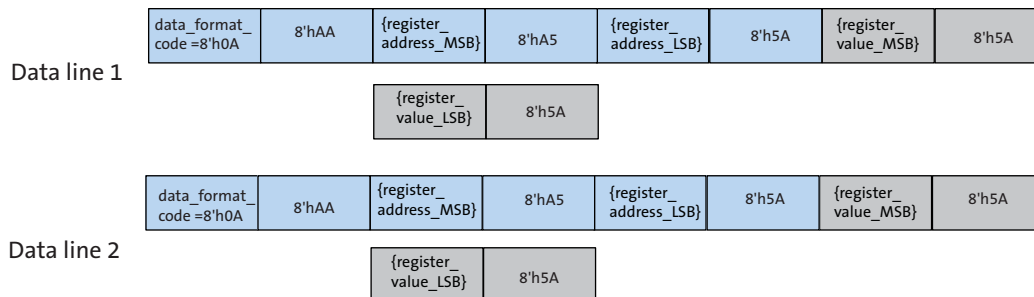 data_format_
code =8'h0A
8'hAA
{register_
address_MSB}
8'hA5
{register_
address_LSB}
8'h5A
{register_
value_MSB}
8'h5A
Data line 1
{register_
value_LSB}
8'h5A
data_format_
code =8'h0A
8'hAA
{register_
address_MSB}
8'hA5
{register_
address_LSB}
8'h5A
{register_
value_MSB}
8'h5A
Data line 2
{register_
value_LSB}
8'h5A